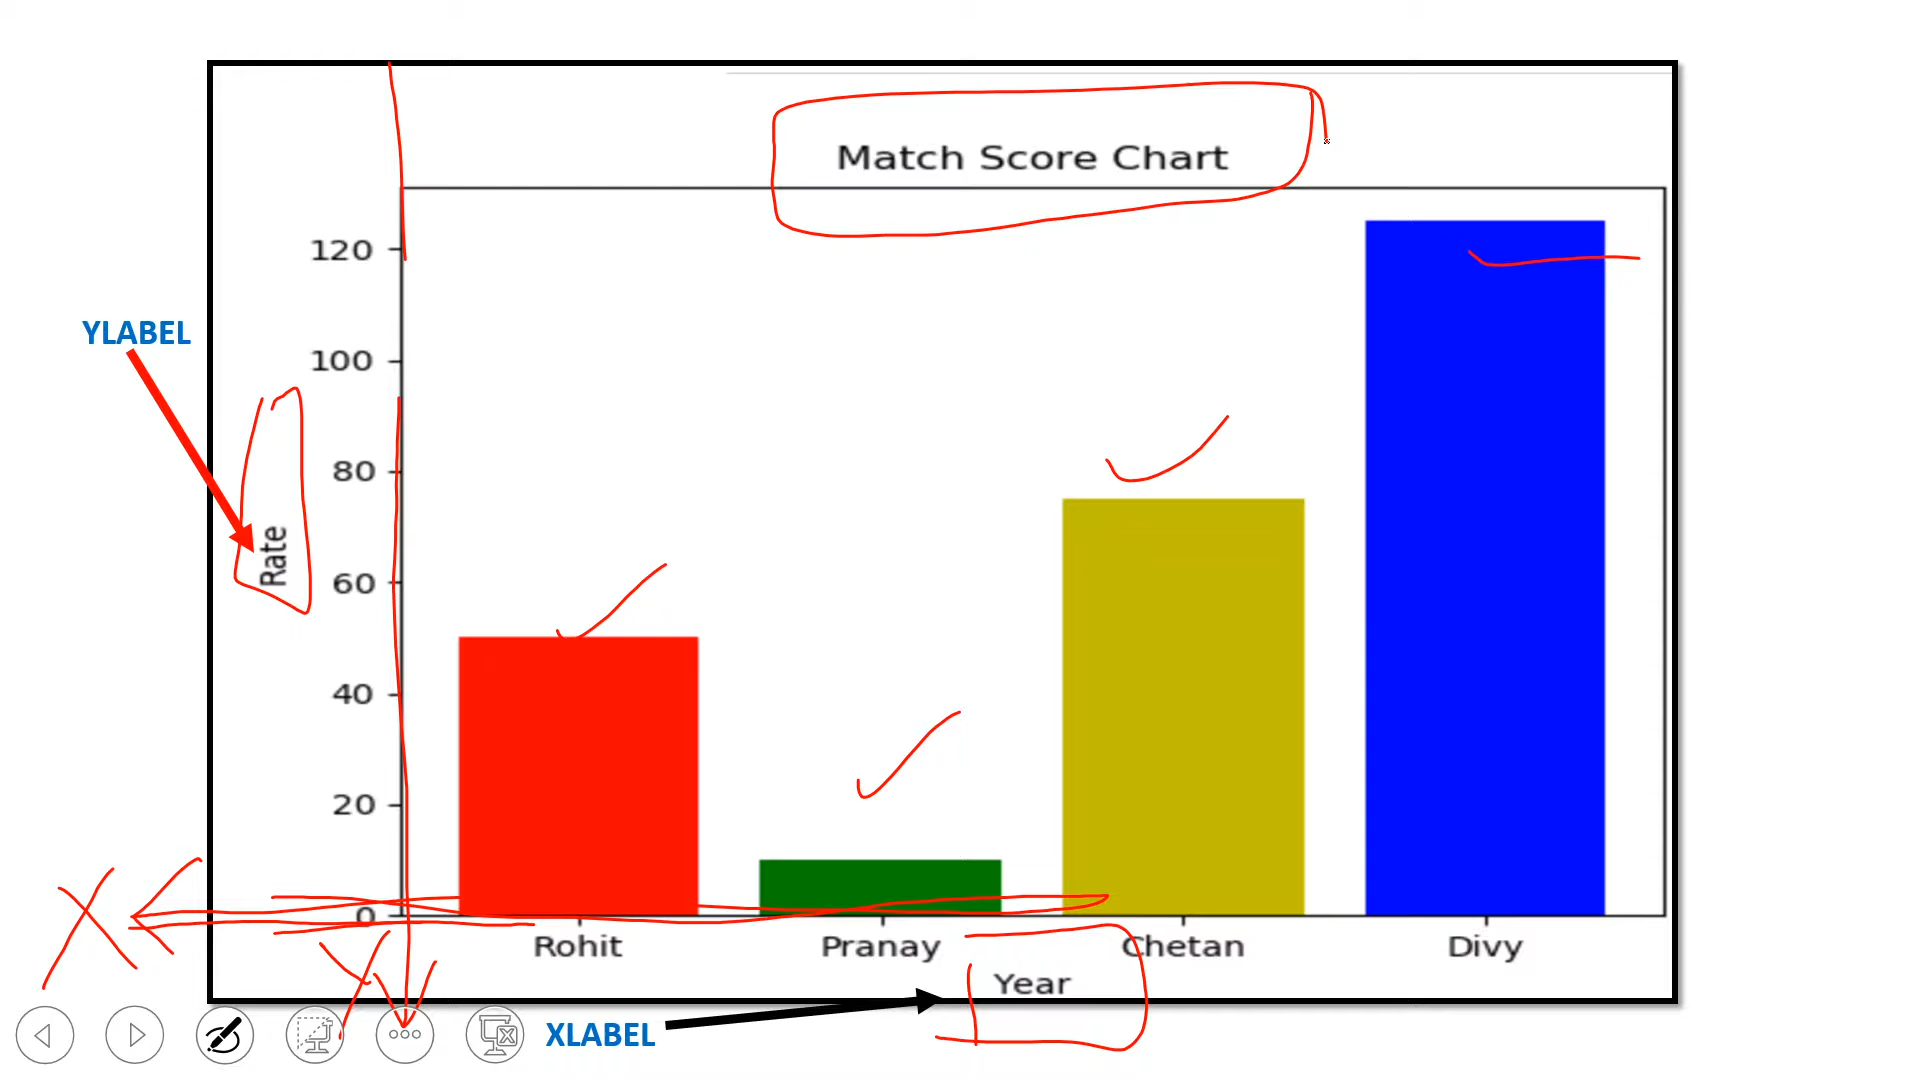 Match Score Chart
120
YLABEL
100
80
Rate
60
40
20
X
0
Rohit Pranay Chetan Divy
Y
Year
XLABEL